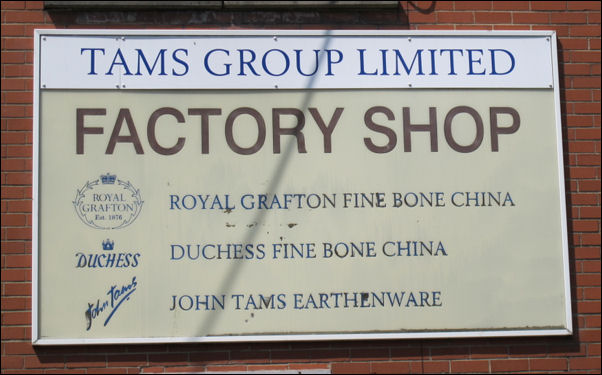 TAMS GROUP LIMITED
FACTORY SHOP
ROYAL
GRAFTON
Est. 1876
ROYAL GRAFTON FINE BONE CHINA
DUCHESS
DUCHESS FINE BONE CHINA
John Tams
JOHN TAMS EARTHENWARE